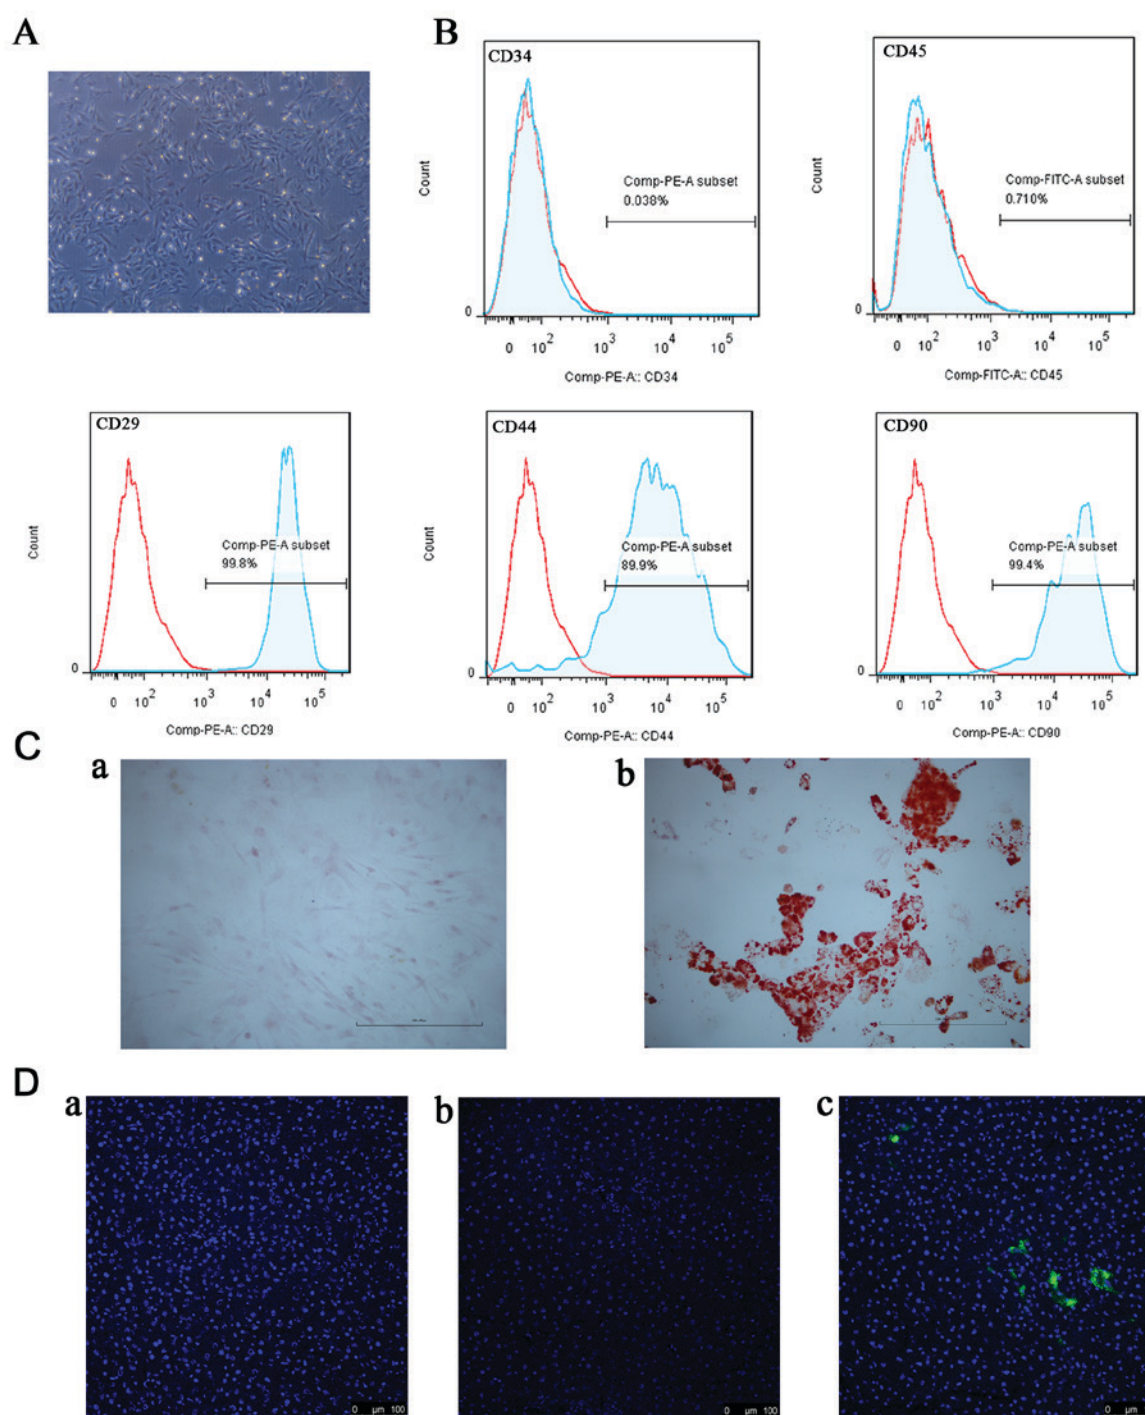 A
B
CD34
Count
Comp-PE-A subset
0.038%
0
0 10^2 10^3 10^4 10^5
Comp-PE-A:: CD34
CD45
Count
Comp-FITC-A subset
0.710%
0
0 10^2 10^3 10^4 10^5
Comp-FITC-A:: CD45
CD29
Count
Comp-PE-A subset
99.8%
0
0 10^2 10^3 10^4 10^5
Comp-PE-A:: CD29
CD44
Count
Comp-PE-A subset
89.9%
0
0 10^2 10^3 10^4 10^5
Comp-PE-A:: CD44
CD90
Count
Comp-PE-A subset
99.4%
0
0 10^2 10^3 10^4 10^5
Comp-PE-A:: CD90
C
a
b
D
a
0 µm 100
b
0 µm 100
c
0 µm